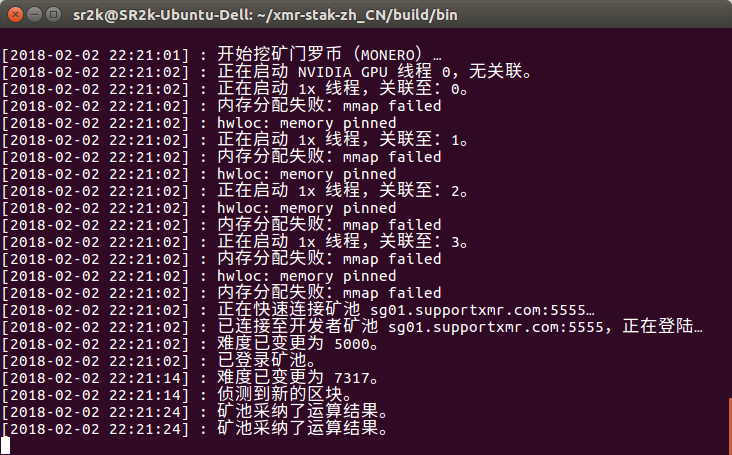 sr2k@SR2k-Ubuntu-Dell: ~/xmr-stak-zh_CN/build/bin
[2018-02-02 22:21:01] : 开始挖矿门罗币（MONERO）…
[2018-02-02 22:21:02] : 正在启动 NVIDIA GPU 线程 0，无关联。
[2018-02-02 22:21:02] : 正在启动 1x 线程，关联至：0。
[2018-02-02 22:21:02] : 内存分配失败：mmap failed
[2018-02-02 22:21:02] : hwloc: memory pinned
[2018-02-02 22:21:02] : 正在启动 1x 线程，关联至：1。
[2018-02-02 22:21:02] : 内存分配失败：mmap failed
[2018-02-02 22:21:02] : hwloc: memory pinned
[2018-02-02 22:21:02] : 正在启动 1x 线程，关联至：2。
[2018-02-02 22:21:02] : hwloc: memory pinned
[2018-02-02 22:21:02] : 内存分配失败：mmap failed
[2018-02-02 22:21:02] : 正在启动 1x 线程，关联至：3。
[2018-02-02 22:21:02] : 内存分配失败：mmap failed
[2018-02-02 22:21:02] : hwloc: memory pinned
[2018-02-02 22:21:02] : 内存分配失败：mmap failed
[2018-02-02 22:21:02] : 正在快速连接矿池 sg01.supportxmr.com:5555…
[2018-02-02 22:21:02] : 已连接至开发者矿池 sg01.supportxmr.com:5555，正在登陆…
[2018-02-02 22:21:02] : 难度已变更为 5000。
[2018-02-02 22:21:02] : 已登录矿池。
[2018-02-02 22:21:14] : 难度已变更为 7317。
[2018-02-02 22:21:14] : 侦测到新的区块。
[2018-02-02 22:21:24] : 矿池采纳了运算结果。
[2018-02-02 22:21:24] : 矿池采纳了运算结果。